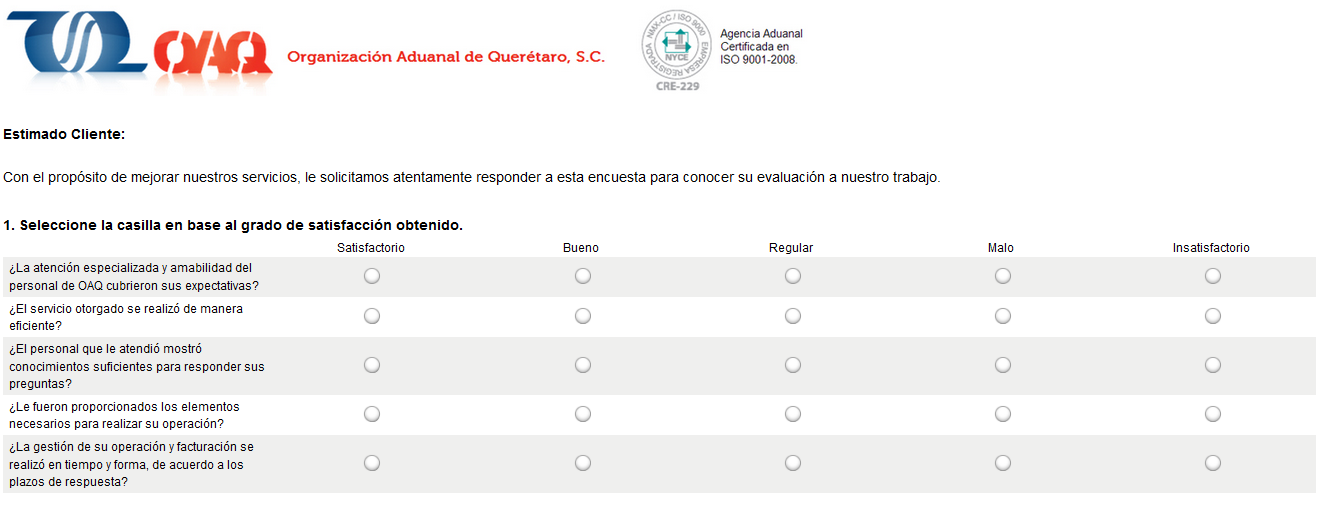 OAQ
Organización Aduanal de Querétaro, S.C.
NMX-CC / ISO 9000
EMPRESA REGISTRADA
NYCE
CRE-229
Agencia Aduanal
Certificada en
ISO 9001-2008.
Estimado Cliente:
Con el propósito de mejorar nuestros servicios, le solicitamos atentamente responder a esta encuesta para conocer su evaluación a nuestro trabajo.
1. Seleccione la casilla en base al grado de satisfacción obtenido.
Satisfactorio Bueno Regular Malo Insatisfactorio
¿La atención especializada y amabilidad del
personal de OAQ cubrieron sus expectativas?
¿El servicio otorgado se realizó de manera
eficiente?
¿El personal que le atendió mostró
conocimientos suficientes para responder sus
preguntas?
¿Le fueron proporcionados los elementos
necesarios para realizar su operación?
¿La gestión de su operación y facturación se
realizó en tiempo y forma, de acuerdo a los
plazos de respuesta?